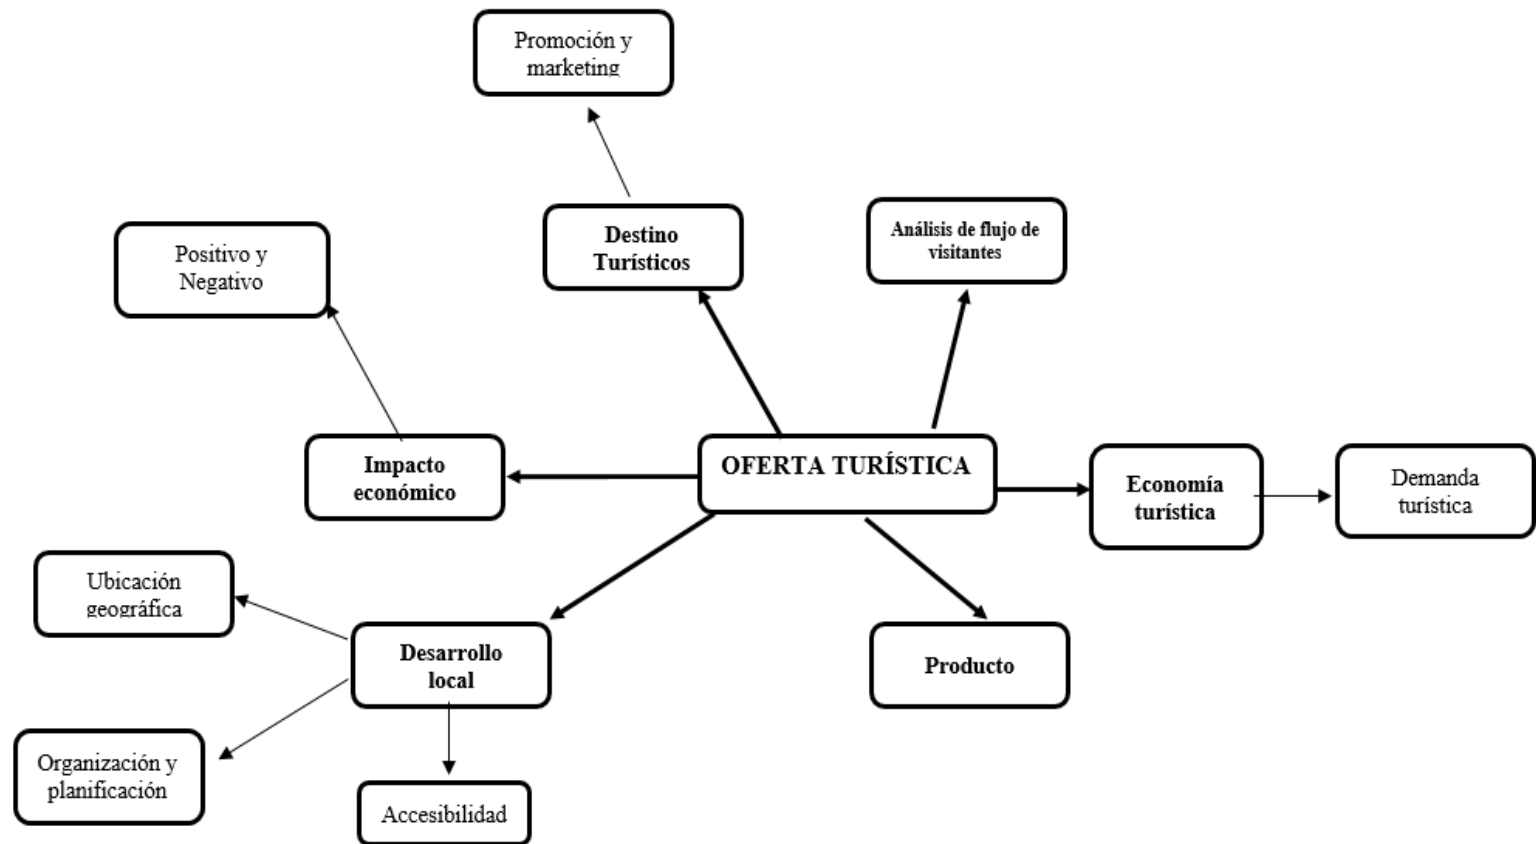 Promoción y
marketing
Destino
Turísticos
Análisis de flujo de
visitantes
Positivo y
Negativo
Impacto
económico
OFERTA TURÍSTICA
Economía
turística
Demanda
turística
Ubicación
geográfica
Desarrollo
local
Producto
Organización y
planificación
Accesibilidad